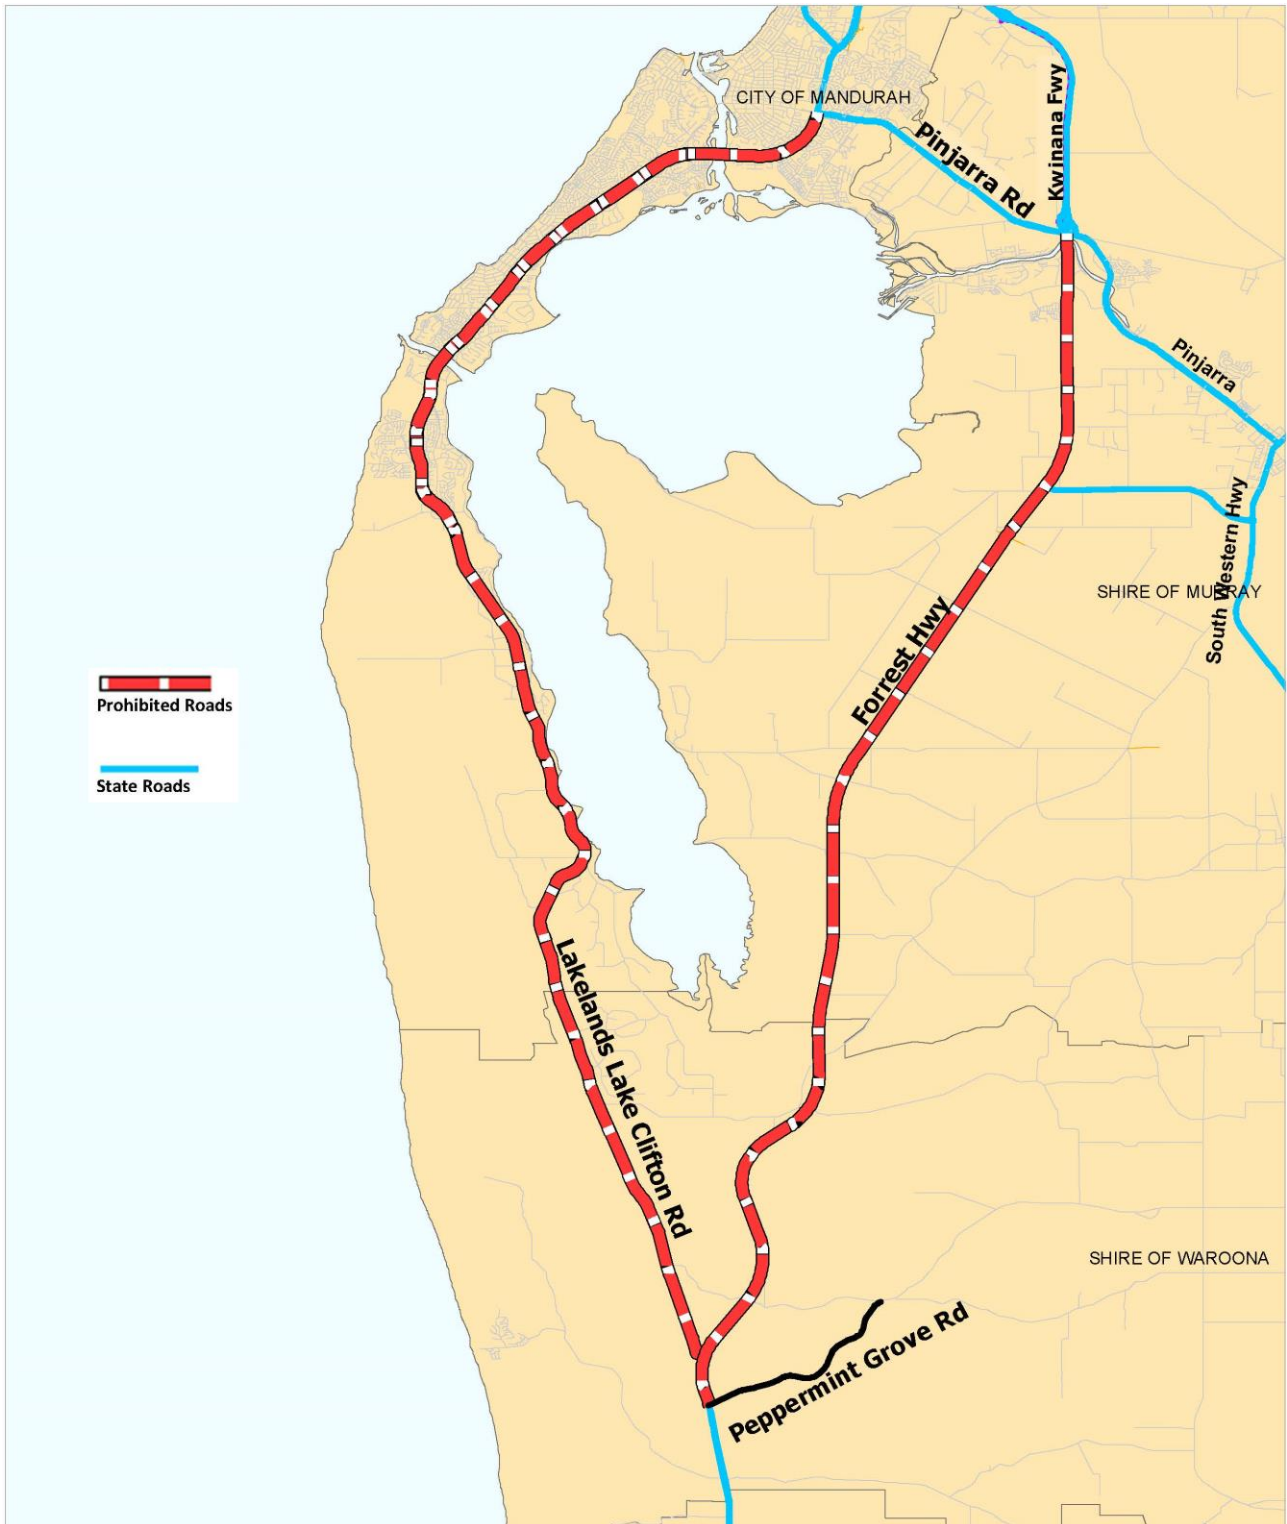 CITY OF MANDURAH
Kwinana Fwy
Pinjarra Rd
Pinjarra
South Western Hwy
SHIRE OF MURRAY
Forrest Hwy
Prohibited Roads
State Roads
Lakelands Lake Clifton Rd
SHIRE OF WAROONA
Peppermint Grove Rd